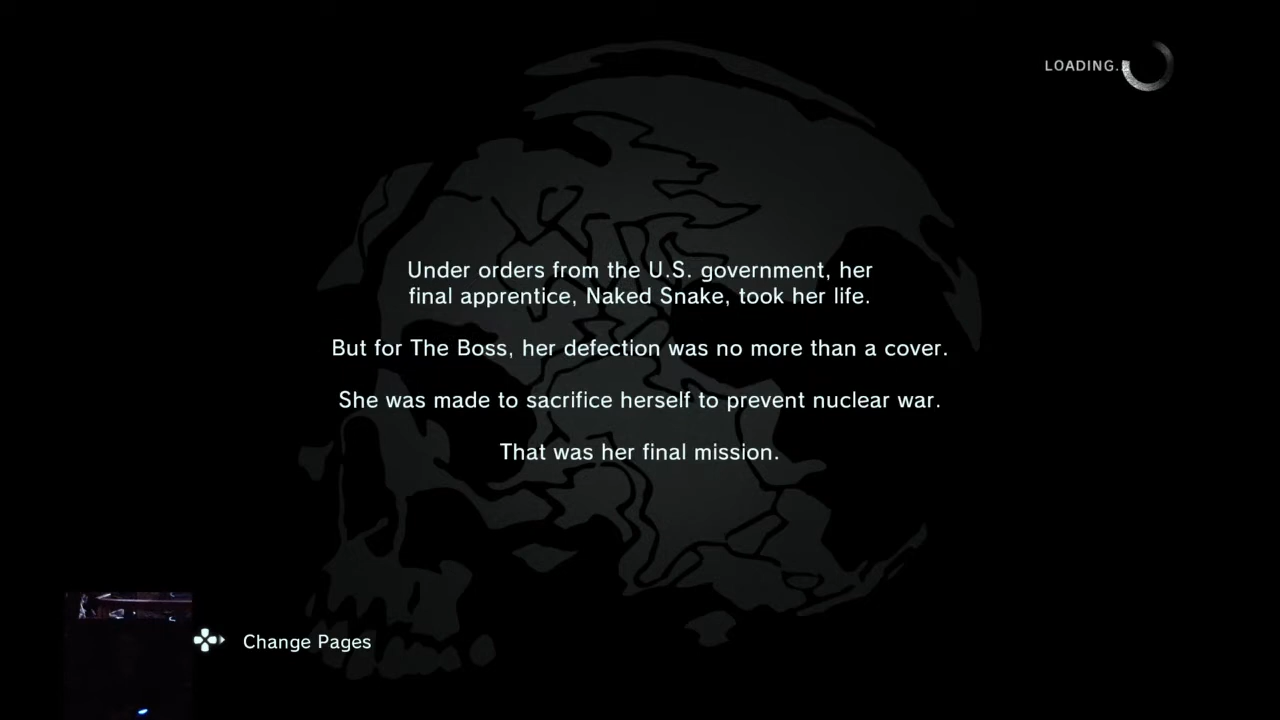 LOADING.
Under orders from the U.S. government, her
final apprentice, Naked Snake, took her life.
But for The Boss, her defection was no more than a cover.
She was made to sacrifice herself to prevent nuclear war.
That was her final mission.
Change Pages